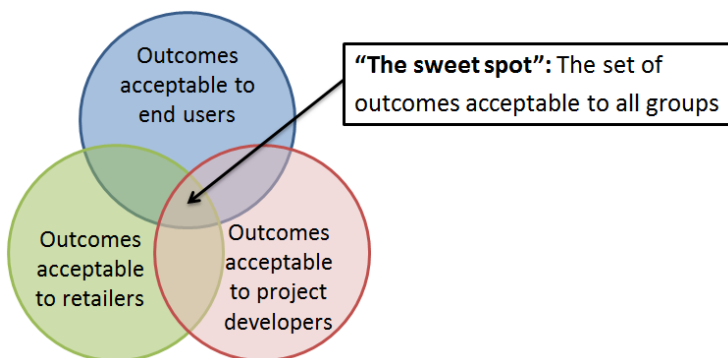 Outcomes
acceptable to
end users
“The sweet spot”: The set of
outcomes acceptable to all groups
Outcomes
acceptable
to retailers
Outcomes
acceptable
to project
developers